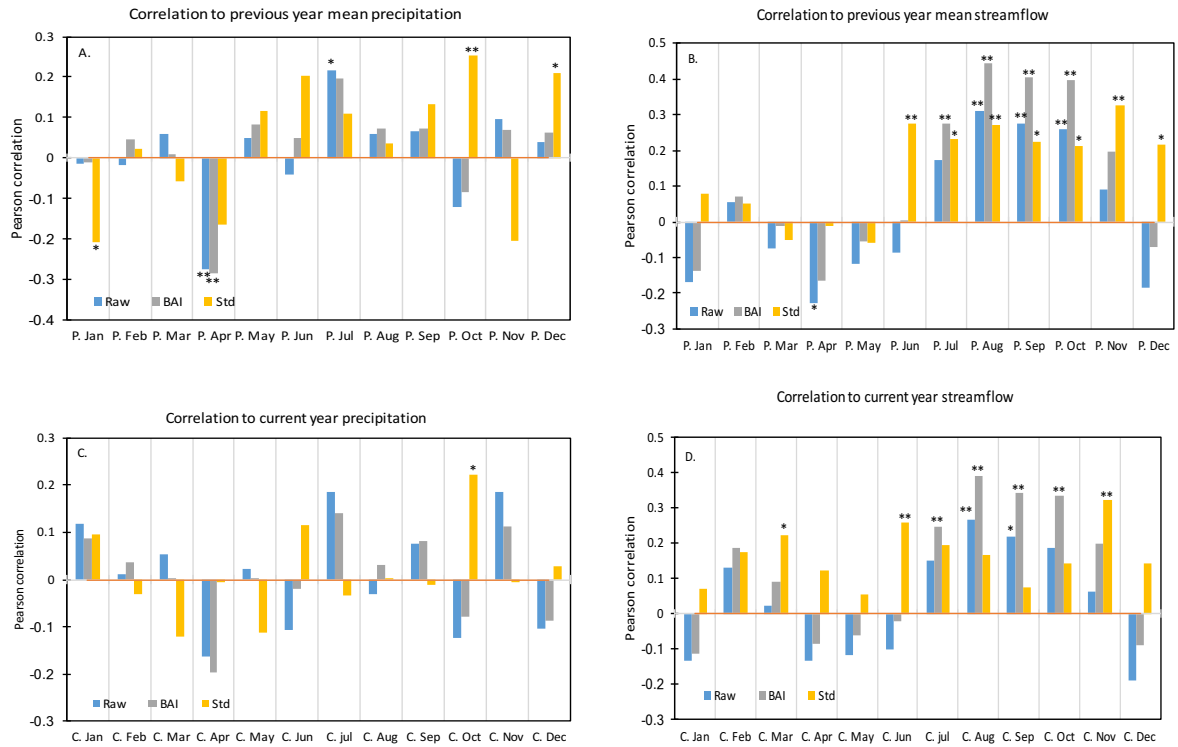 Correlation to previous year mean precipitation
0.3
0.2
0.1
0
-0.1
-0.2
-0.3
-0.4
Pearson correlation
A.
*
** **
*
**
*
Raw BAI Std
P. Jan P. Feb P. Mar P. Apr P. May P. Jun P. Jul P. Aug P. Sep P. Oct P. Nov P. Dec
Correlation to previous year mean streamflow
0.5
0.4
0.3
0.2
0.1
0
-0.1
-0.2
-0.3
Pearson correlation
B.
*
**
** *
** ** **
** ** *
** ** *
**
*
Raw BAI Std
P. Jan P. Feb P. Mar P. Apr P. May P. Jun P. Jul P. Aug P. Sep P. Oct P. Nov P. Dec
Correlation to current year precipitation
0.3
0.2
0.1
0
-0.1
-0.2
-0.3
Pearson correlation
C.
*
Raw BAI Std
C. Jan C. Feb C. Mar C. Apr C. May C. Jun C. jul C. Aug C. Sep C. Oct C. Nov C. Dec
Correlation to current year streamflow
0.5
0.4
0.3
0.2
0.1
0
-0.1
-0.2
-0.3
Pearson correlation
D.
*
**
**
** **
* **
**
**
Raw BAI Std
C. Jan C. Feb C. Mar C. Apr C. May C. Jun C. jul C. Aug C. Sep C. Oct C. Nov C. Dec